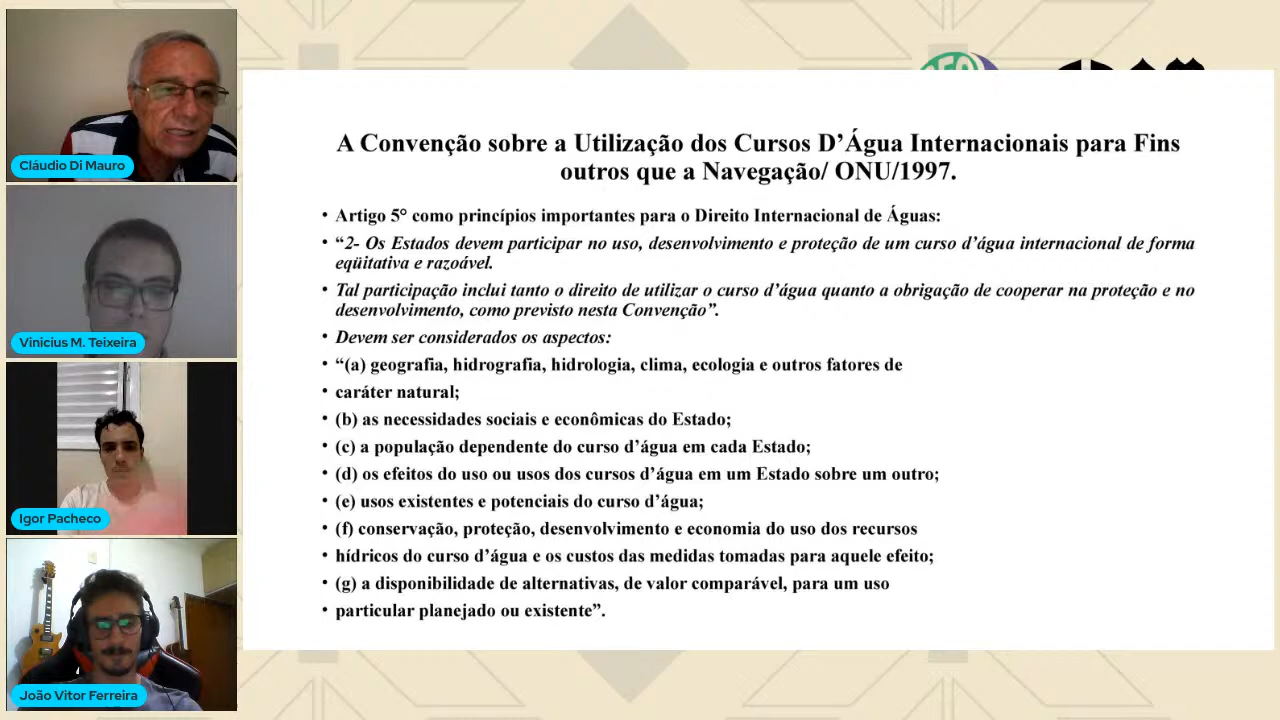 Cláudio Di Mauro
Vinicius M. Teixeira
Igor Pacheco
João Vitor Ferreira
A Convenção sobre a Utilização dos Cursos D’Água Internacionais para Fins
outros que a Navegação/ ONU/1997.
• Artigo 5° como princípios importantes para o Direito Internacional de Águas:
• “2- Os Estados devem participar no uso, desenvolvimento e proteção de um curso d’água internacional de forma
eqüitativa e razoável.
• Tal participação inclui tanto o direito de utilizar o curso d’água quanto a obrigação de cooperar na proteção e no
desenvolvimento, como previsto nesta Convenção”.
• Devem ser considerados os aspectos:
• “(a) geografia, hidrografia, hidrologia, clima, ecologia e outros fatores de
• caráter natural;
• (b) as necessidades sociais e econômicas do Estado;
• (c) a população dependente do curso d’água em cada Estado;
• (d) os efeitos do uso ou usos dos cursos d’água em um Estado sobre um outro;
• (e) usos existentes e potenciais do curso d’água;
• (f) conservação, proteção, desenvolvimento e economia do uso dos recursos
• hídricos do curso d’água e os custos das medidas tomadas para aquele efeito;
• (g) a disponibilidade de alternativas, de valor comparável, para um uso
• particular planejado ou existente”.